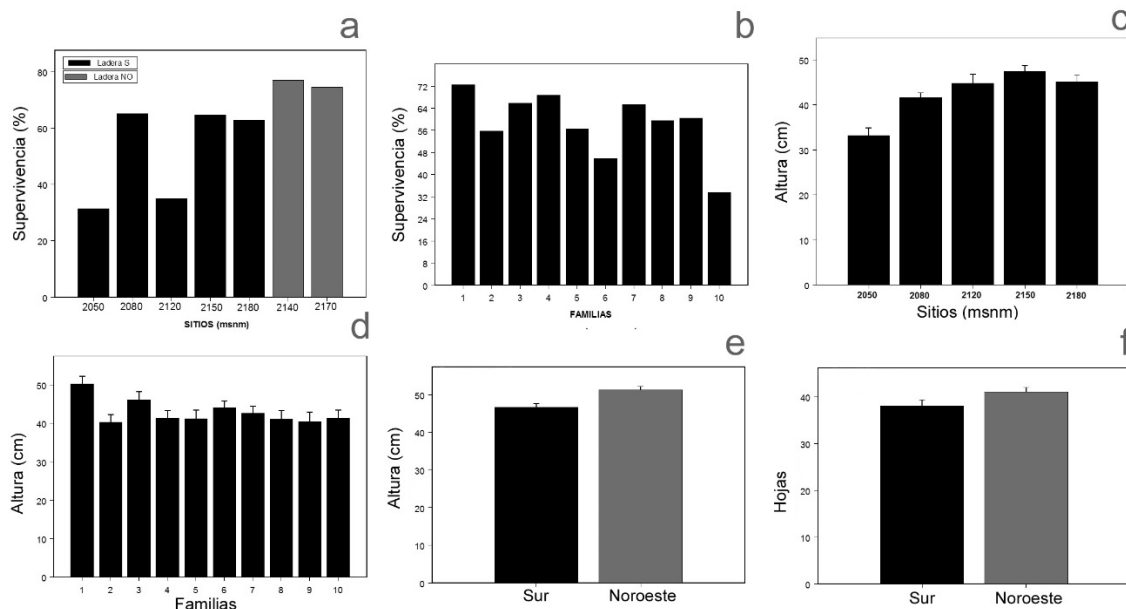 a
Ladera S
Ladera NO
Supervivencia (%)
80
60
40
20
0
2050 2080 2120 2150 2180 2140 2170
SITIOS (msnm)
b
Supervivencia (%)
72
64
56
48
40
32
24
16
8
0
1 2 3 4 5 6 7 8 9 10
FAMILIAS
c
Altura (cm)
50
40
30
20
10
0
2050 2080 2120 2150 2180
Sitios (msnm)
d
Altura (cm)
50
40
30
20
10
0
1 2 3 4 5 6 7 8 9 10
Familias
e
Altura (cm)
50
40
30
20
10
0
Sur Noroeste
f
Hojas
40
30
20
10
0
Sur Noroeste